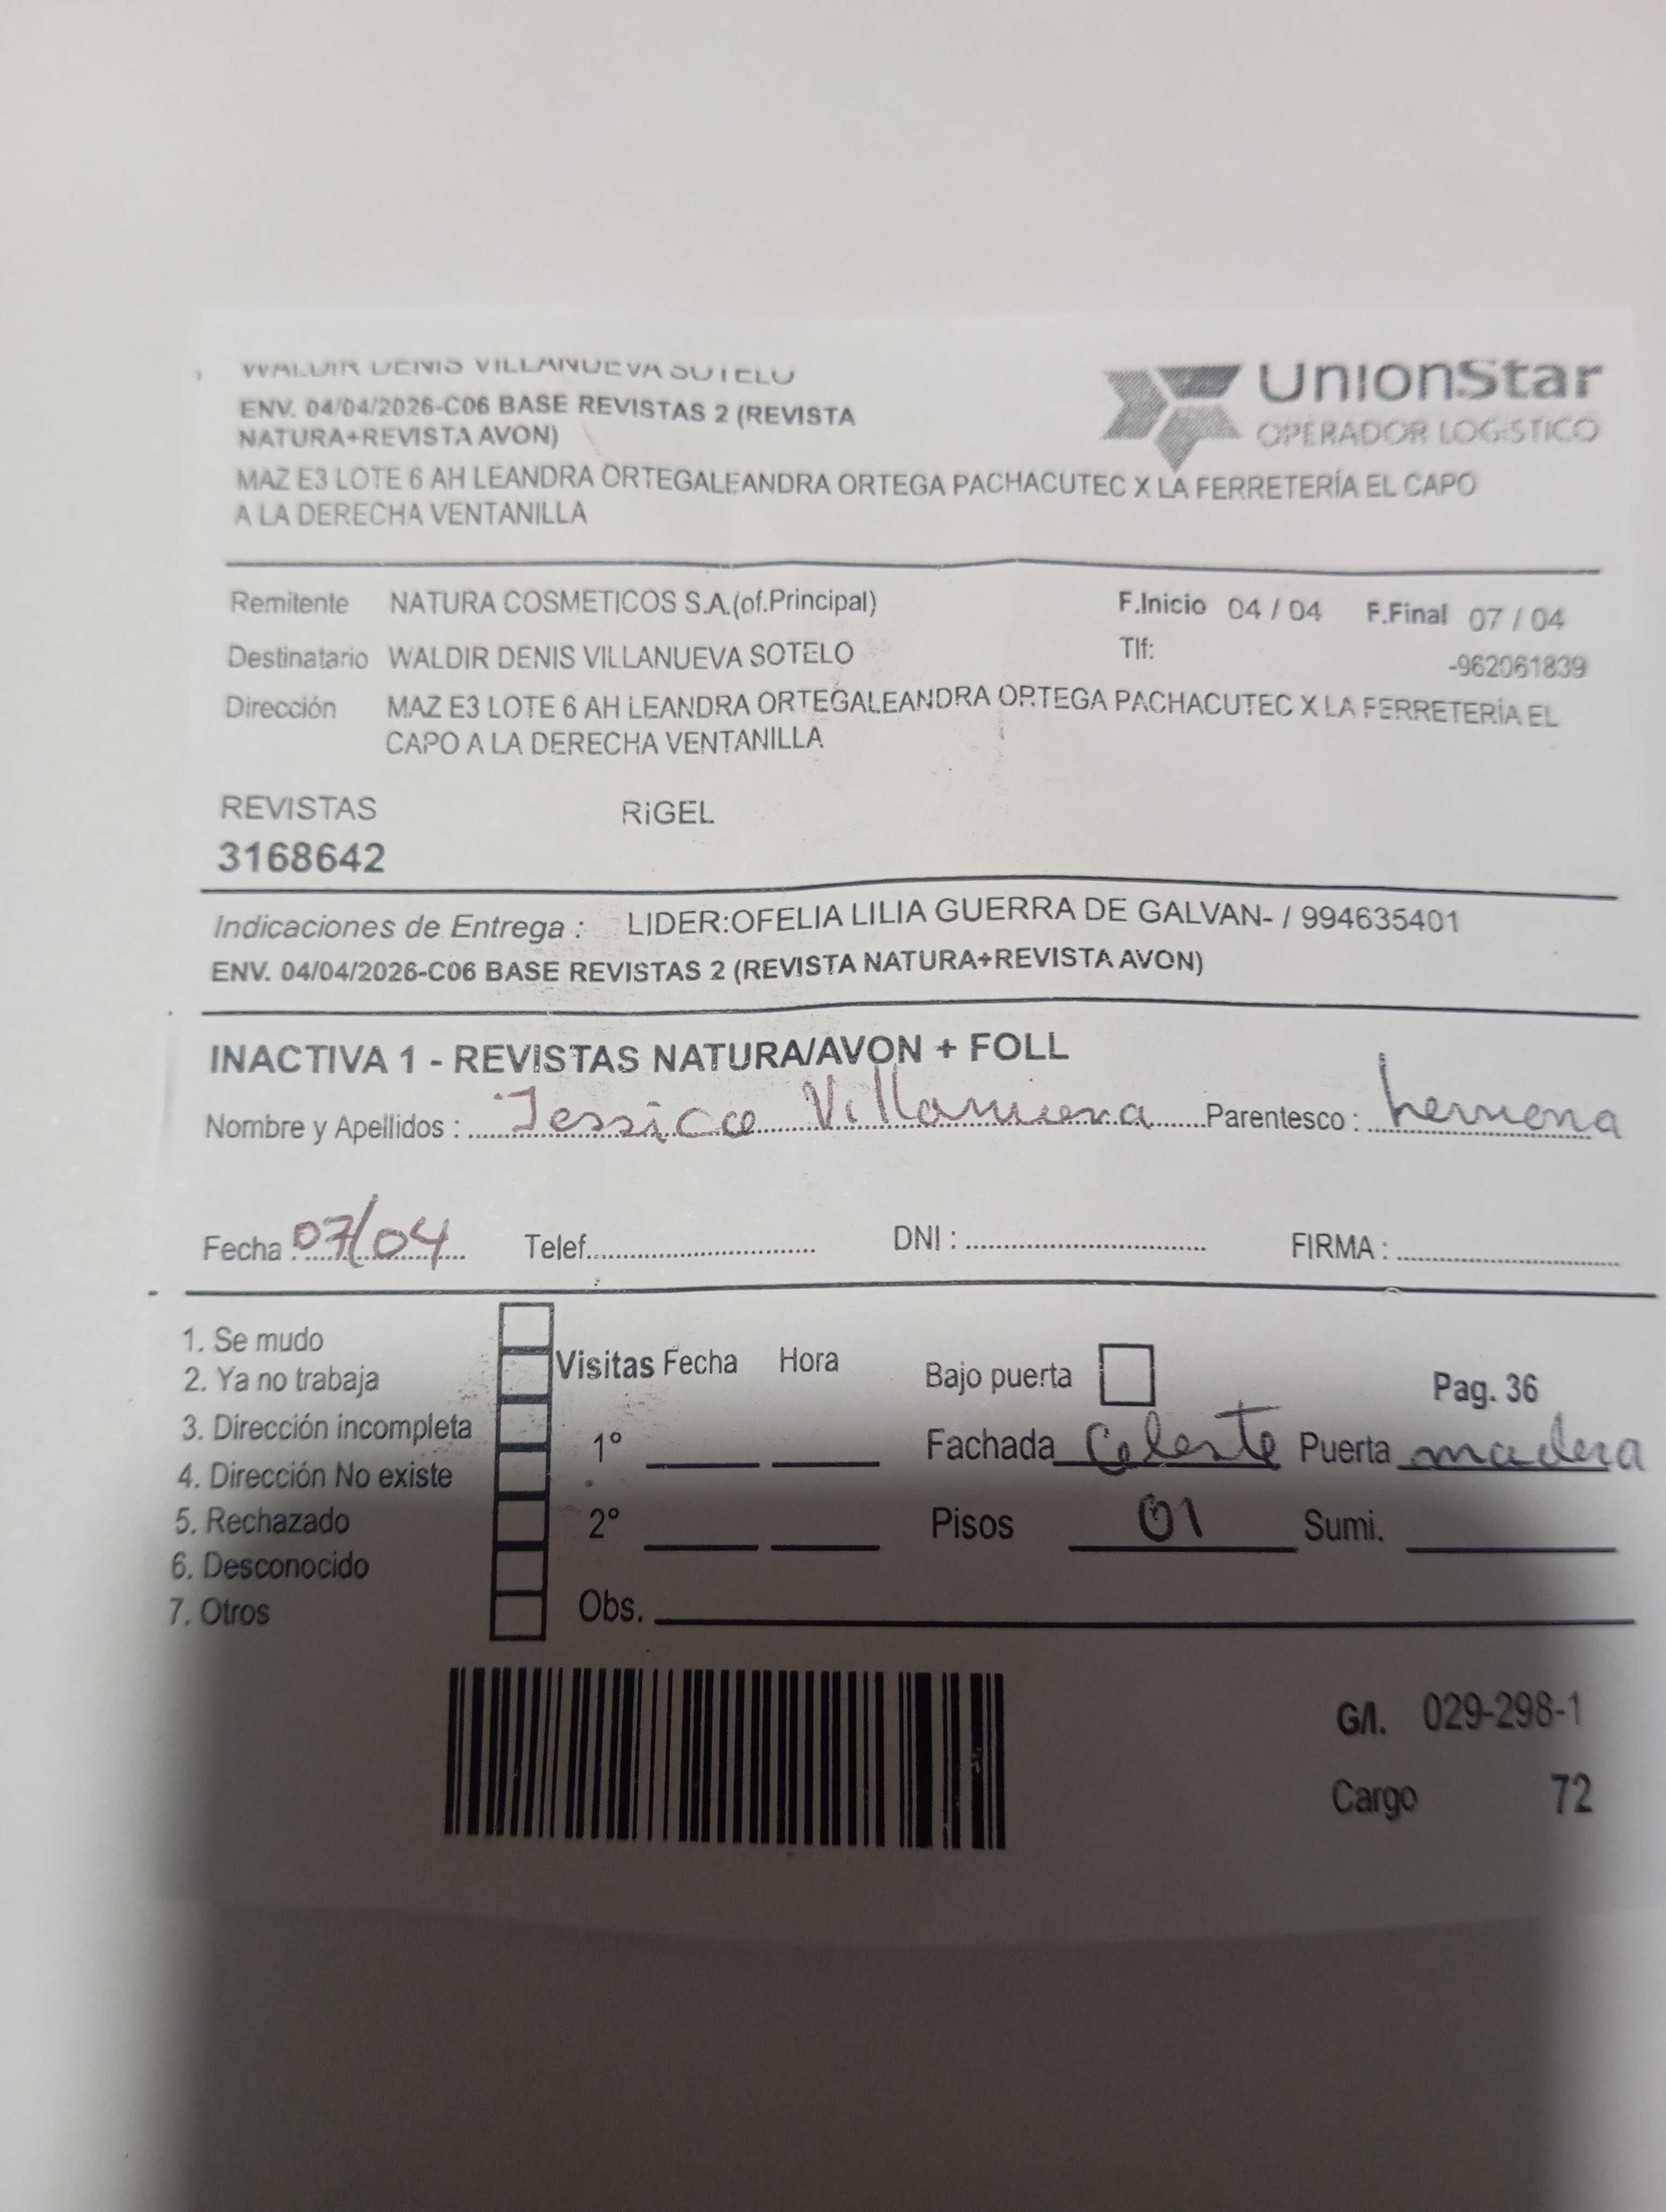 WALDIR DENIS VILLANUEVA SOTELO
ENV. 04/04/2026-C06 BASE REVISTAS 2 (REVISTA
NATURA+REVISTA AVON)
UnionStar
OPERADOR LOGISTICO
MAZ E3 LOTE 6 AH LEANDRA ORTEGALEANDRA ORTEGA PACHACUTEC X LA FERRETERÍA EL CAPO
A LA DERECHA VENTANILLA
Remitente NATURA COSMETICOS S.A.(of.Principal) F.Inicio 04 / 04 F.Final 07 / 04
Destinatario WALDIR DENIS VILLANUEVA SOTELO Tlf: -962061839
Dirección MAZ E3 LOTE 6 AH LEANDRA ORTEGALEANDRA ORTEGA PACHACUTEC X LA FERRETERÍA EL
CAPO A LA DERECHA VENTANILLA
REVISTAS RiGEL
3168642
Indicaciones de Entrega : LIDER:OFELIA LILIA GUERRA DE GALVAN- / 994635401
ENV. 04/04/2026-C06 BASE REVISTAS 2 (REVISTA NATURA+REVISTA AVON)
INACTIVA 1 - REVISTAS NATURA/AVON + FOLL
Nombre y Apellidos : Jessica Villanueva Parentesco : hermana
Fecha : 07/04 Telef. DNI : FIRMA :
1. Se mudo
2. Ya no trabaja
3. Dirección incompleta
4. Dirección No existe
5. Rechazado
6. Desconocido
7. Otros
Visitas Fecha Hora
1°
2°
Obs.
Bajo puerta Pag. 36
Fachada Celeste Puerta madera
Pisos 01 Sumi.
G/I. 029-298-1
Cargo 72